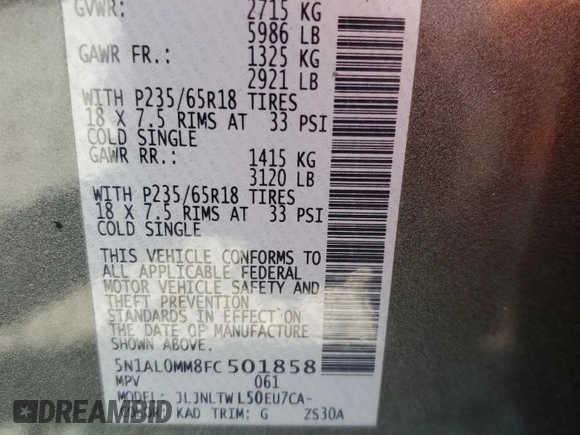 GVWR: 2715 KG
5986 LB
GAWR FR.: 1325 KG
2921 LB
WITH P235/65R18 TIRES
18 X 7.5 RIMS AT 33 PSI
COLD SINGLE
GAWR RR.: 1415 KG
3120 LB
WITH P235/65R18 TIRES
18 X 7.5 RIMS AT 33 PSI
COLD SINGLE
THIS VEHICLE CONFORMS TO
ALL APPLICABLE FEDERAL
MOTOR VEHICLE SAFETY AND
THEFT PREVENTION
STANDARDS IN EFFECT ON
THE DATE OF MANUFACTURE
SHOWN ABOVE.
5N1AL0MM8FC501858
MPV 061
MODEL: JLJNLTWL50EU7CA-
COLOR: KAD TRIM: G ZS30A
DREAMBID